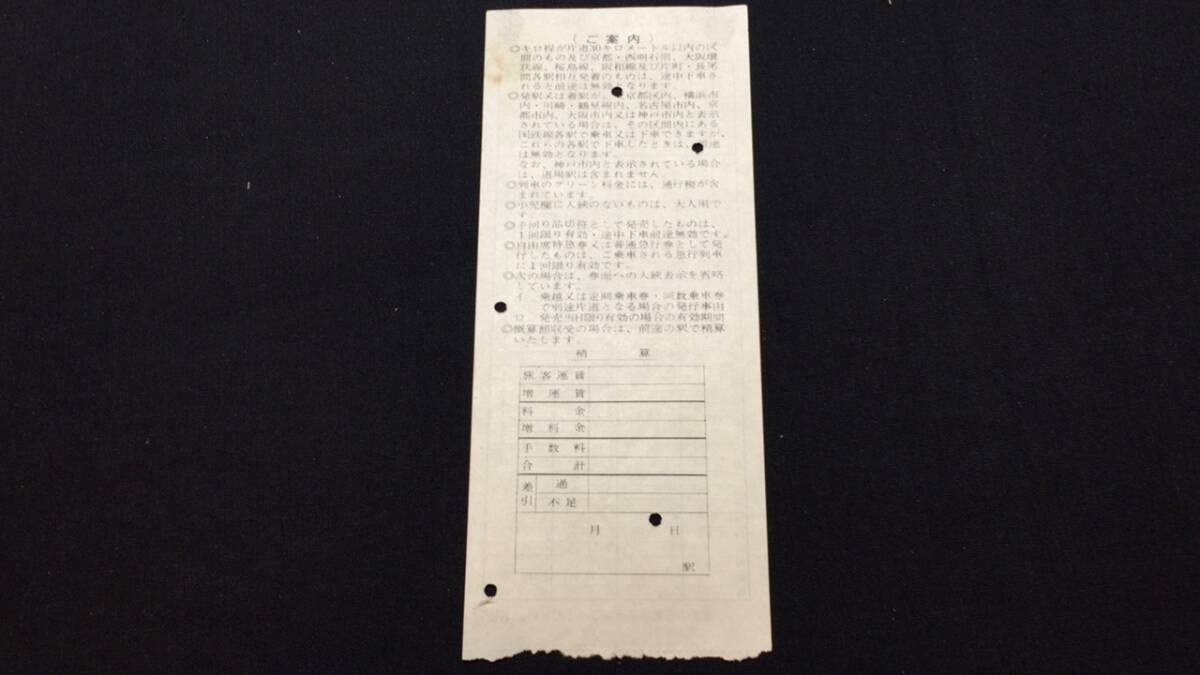 （ご案内）
◎キロ程が片道30キロメートル以内の区
間のもの及び京都・西明石間、大阪環
状線、桜島線、阪和線及び片町・長尾
間各駅相互発着のものは、途中下車さ
れると前途は無効となります。
◎発駅又は着駅が、京都区内、横浜市
内・川崎・鶴見線内、名古屋市内、京
都市内、大阪市内又は神戸市内と表示
されている場合は、その区間内にある
国鉄線各駅で乗車又は下車できますが、
これらの各駅で下車したときは、前途
は無効となります。
なお、神戸市内と表示されている場合
は、道場駅は含まれません。
◎列車のグリーン料金には、通行税が含
まれています。
◎小児欄に入鋏のないものは、大人用で
す。
◎手回り品切符として発売したものは、
1回限り有効・途中下車前途無効です。
◎自由席特急券又は普通急行券として発
行したものは、ご乗車される急行列車
に1回限り有効です。
◎次の場合は、券面への入鋏表示を省略
しています。
イ 乗越又は定期乗車券・回数乗車券
で別途片道となる場合の発行事由
ロ 発売当日限り有効の場合の有効期間
◎概算額収受の場合は、前途の駅で精算
いたします。
精算
旅客運賃
増運賃
料金
増料金
手数料
合計
差引 過
不足
月 日
駅